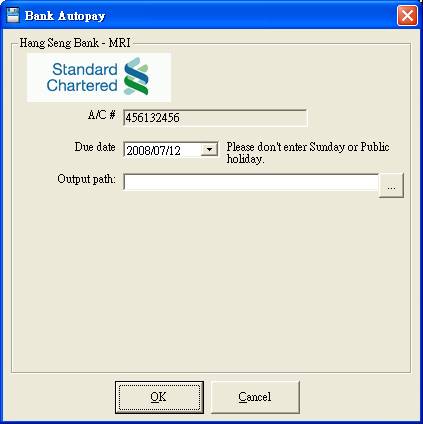 Bank Autopay
Hang Seng Bank - MRI
Standard
Chartered
A/C #
456132456
Due date
2008/07/12
Please don't enter Sunday or Public
holiday.
Output path:
...
OK
Cancel